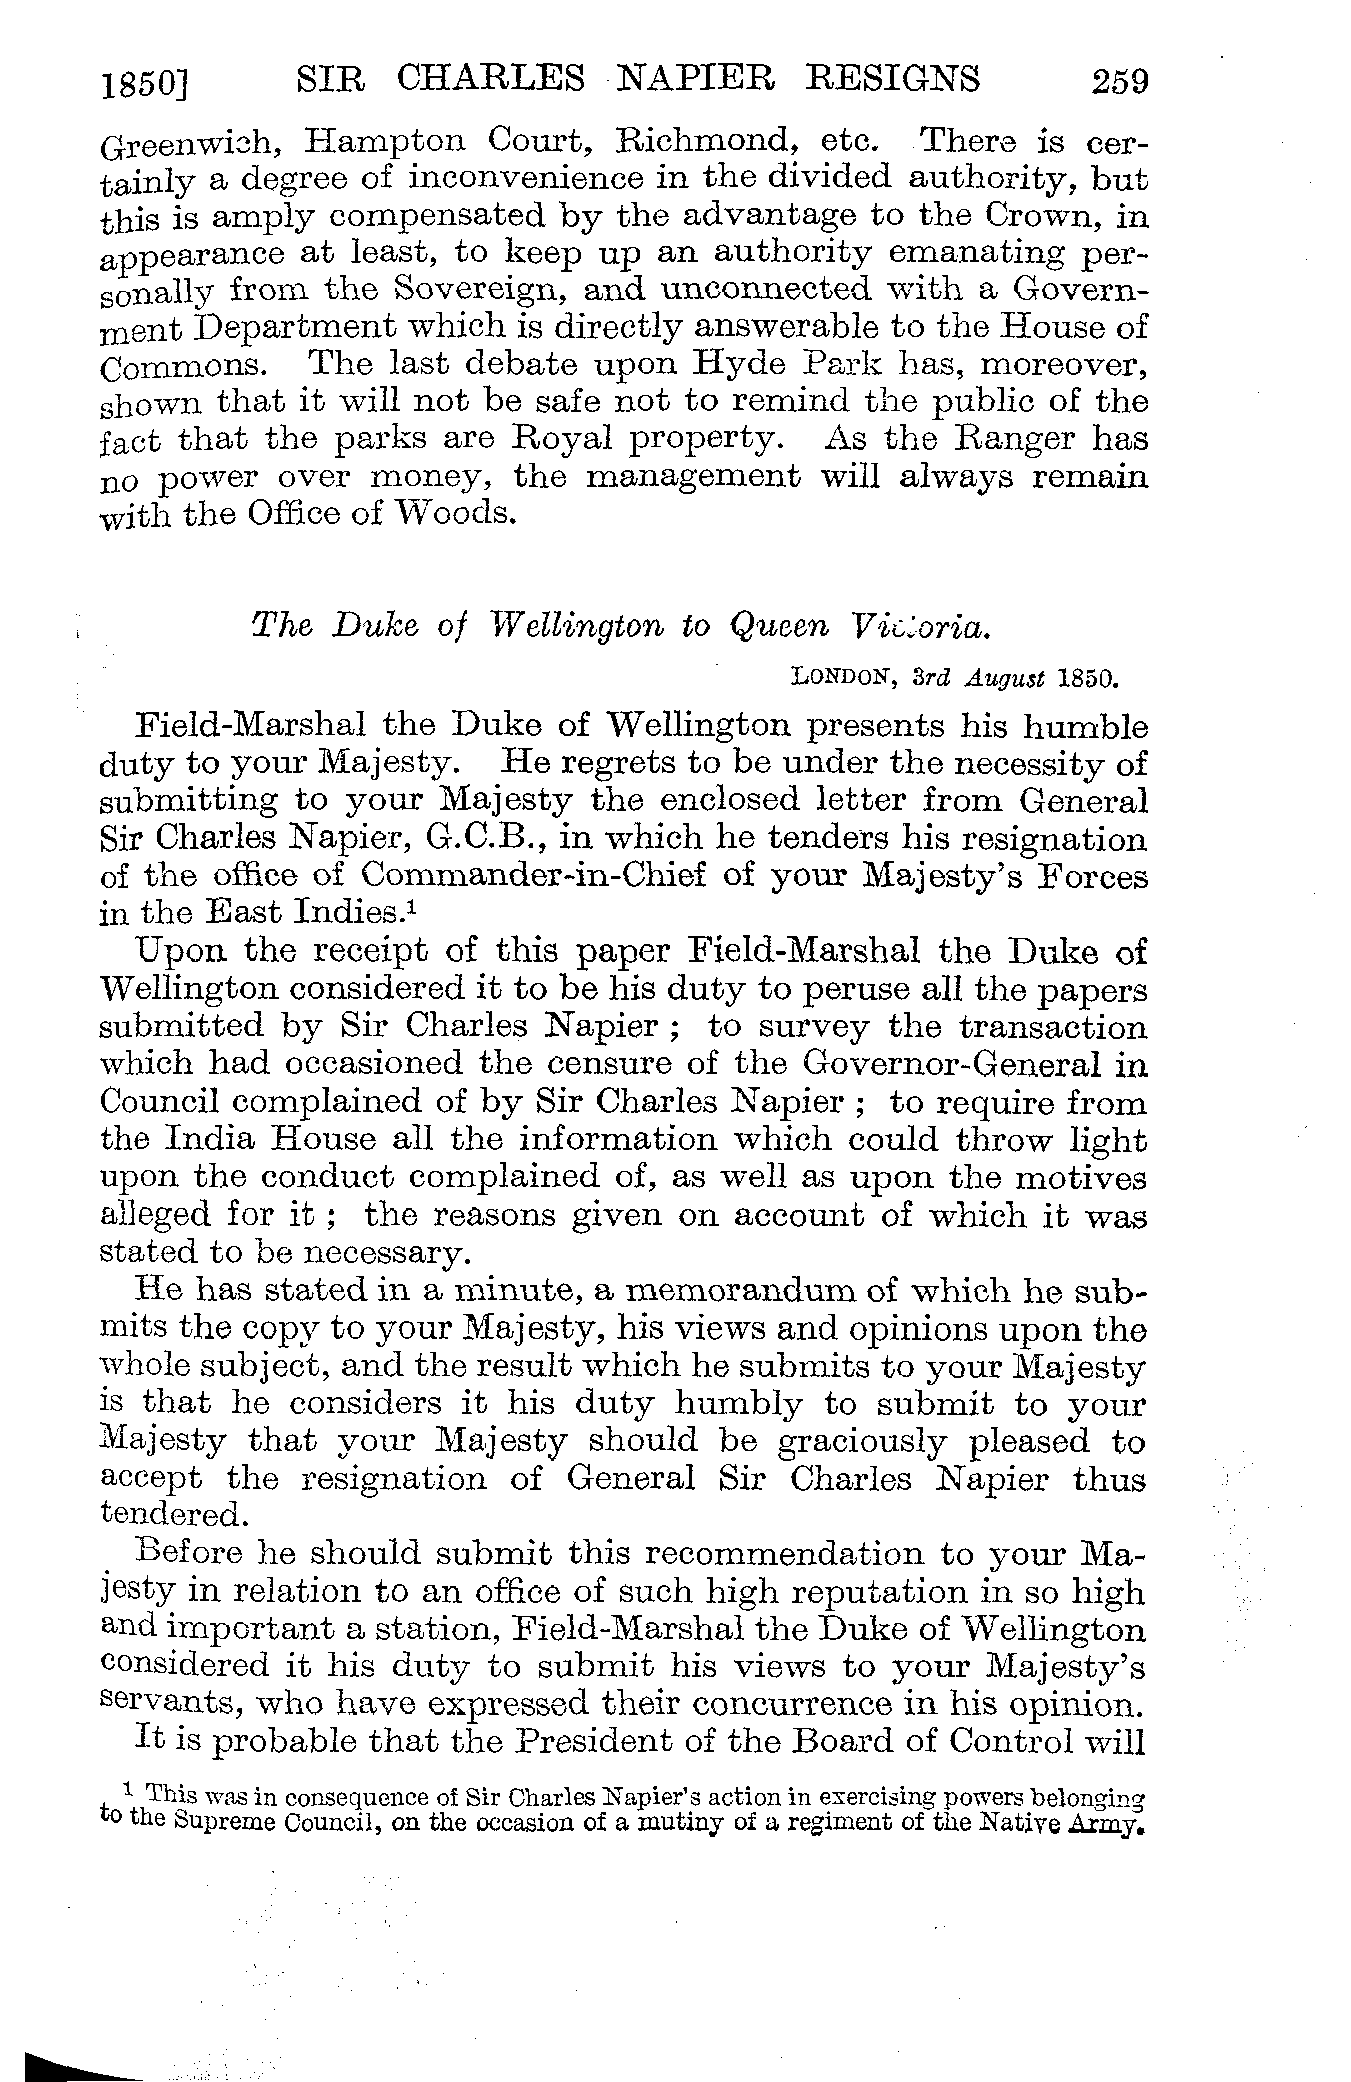 1850] SIR CHARLES NAPIER RESIGNS 259
Greenwich, Hampton Court, Richmond, etc. There is cer-
tainly a degree of inconvenience in the divided authority, but
this is amply compensated by the advantage to the Crown, in
appearance at least, to keep up an authority emanating per-
sonally from the Sovereign, and unconnected with a Govern-
ment Department which is directly answerable to the House of
Commons. The last debate upon Hyde Park has, moreover,
shown that it will not be safe not to remind the public of the
fact that the parks are Royal property. As the Ranger has
no power over money, the management will always remain
with the Office of Woods.
The Duke of Wellington to Queen Victoria.
LONDON, 3rd August 1850.
Field-Marshal the Duke of Wellington presents his humble
duty to your Majesty. He regrets to be under the necessity of
submitting to your Majesty the enclosed letter from General
Sir Charles Napier, G.C.B., in which he tenders his resignation
of the office of Commander-in-Chief of your Majesty's Forces
in the East Indies.¹
Upon the receipt of this paper Field-Marshal the Duke of
Wellington considered it to be his duty to peruse all the papers
submitted by Sir Charles Napier ; to survey the transaction
which had occasioned the censure of the Governor-General in
Council complained of by Sir Charles Napier ; to require from
the India House all the information which could throw light
upon the conduct complained of, as well as upon the motives
alleged for it ; the reasons given on account of which it was
stated to be necessary.
He has stated in a minute, a memorandum of which he sub-
mits the copy to your Majesty, his views and opinions upon the
whole subject, and the result which he submits to your Majesty
is that he considers it his duty humbly to submit to your
Majesty that your Majesty should be graciously pleased to
accept the resignation of General Sir Charles Napier thus
tendered.
Before he should submit this recommendation to your Ma-
jesty in relation to an office of such high reputation in so high
and important a station, Field-Marshal the Duke of Wellington
considered it his duty to submit his views to your Majesty's
servants, who have expressed their concurrence in his opinion.
It is probable that the President of the Board of Control will
¹ This was in consequence of Sir Charles Napier's action in exercising powers belonging
to the Supreme Council, on the occasion of a mutiny of a regiment of the Native Army.